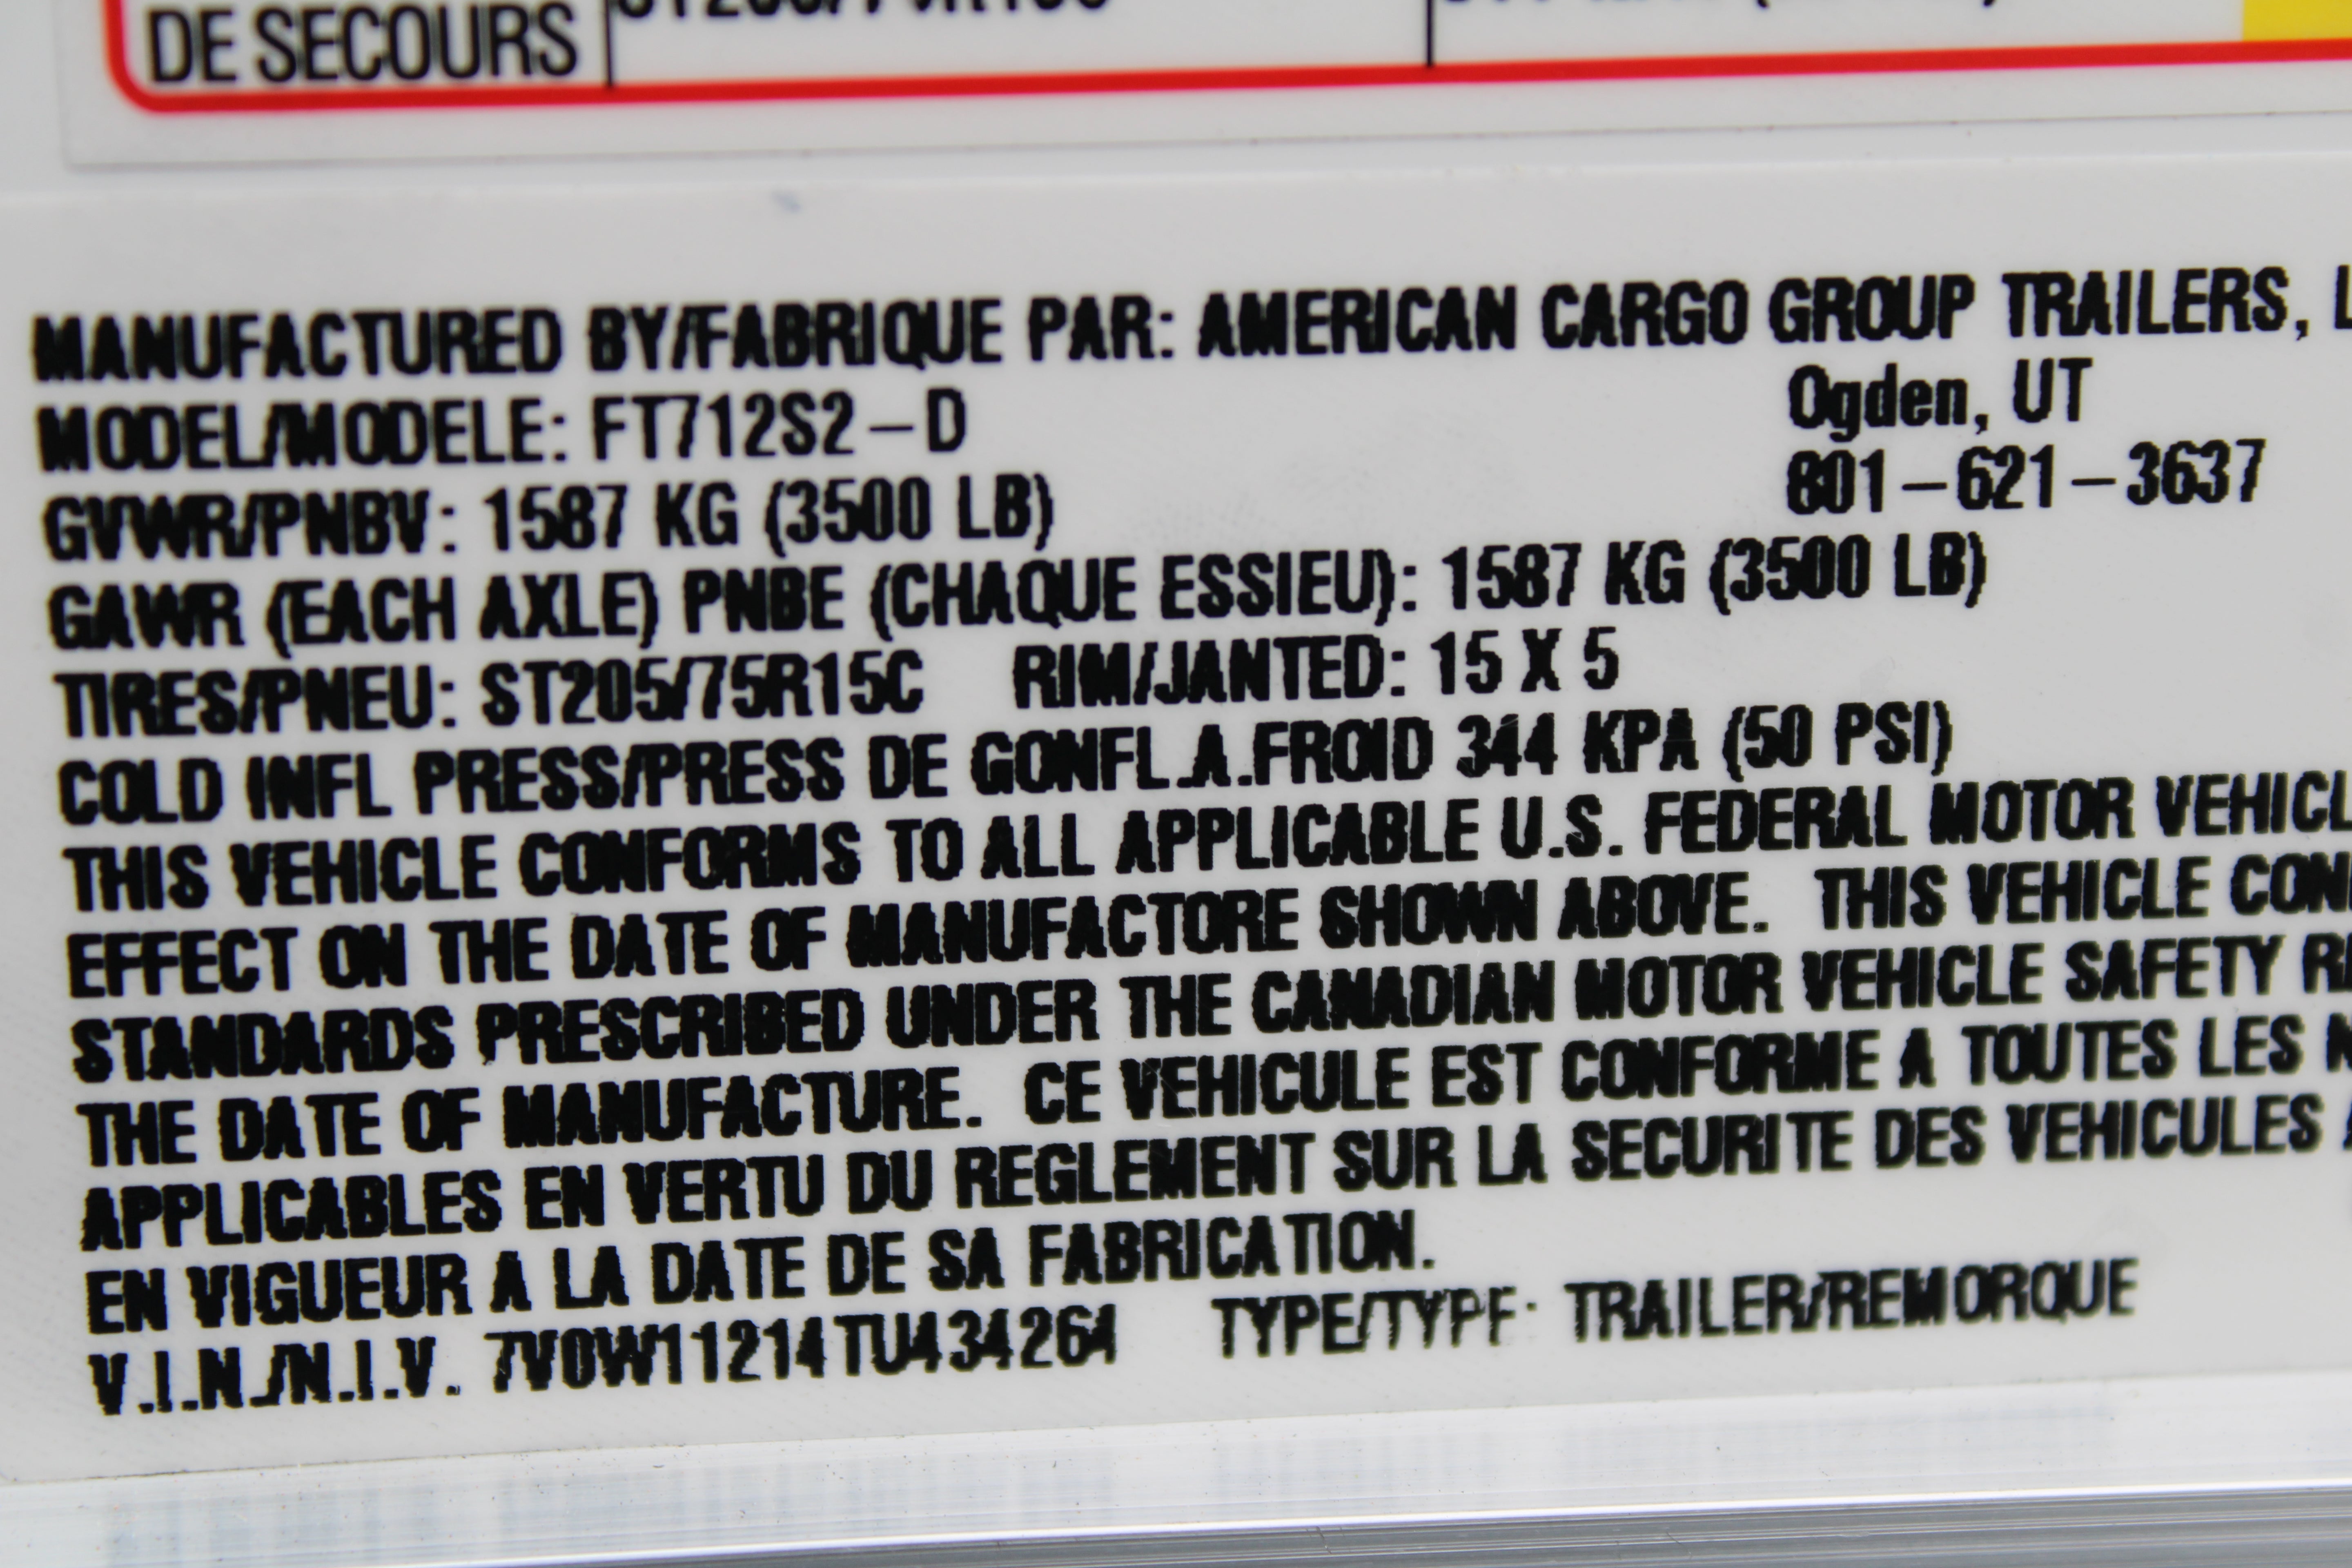 DE SECOURS
MANUFACTURED BY/FABRIQUE PAR: AMERICAN CARGO GROUP TRAILERS, L
MODEL/MODELE: FT712S2-D Ogden, UT
GVWR/PNBV: 1587 KG (3500 LB) 801-621-3637
GAWR (EACH AXLE) PNBE (CHAQUE ESSIEU): 1587 KG (3500 LB)
TIRES/PNEU: ST205/75R15C RIM/JANTED: 15 X 5
COLD INFL PRESS/PRESS DE GONFL.A.FROID 344 KPA (50 PSI)
THIS VEHICLE CONFORMS TO ALL APPLICABLE U.S. FEDERAL MOTOR VEHICL
EFFECT ON THE DATE OF MANUFACTORE SHOWN ABOVE. THIS VEHICLE CON
STANDARDS PRESCRIBED UNDER THE CANADIAN MOTOR VEHICLE SAFETY
THE DATE OF MANUFACTURE. CE VEHICULE EST CONFORME A TOUTES LES N
APPLICABLES EN VERTU DU REGLEMENT SUR LA SECURITE DES VEHICULES A
EN VIGUEUR A LA DATE DE SA FABRICATION.
V.I.N./N.I.V. 7V0W11214TU434264 TYPE/TYPE: TRAILER/REMORQUE